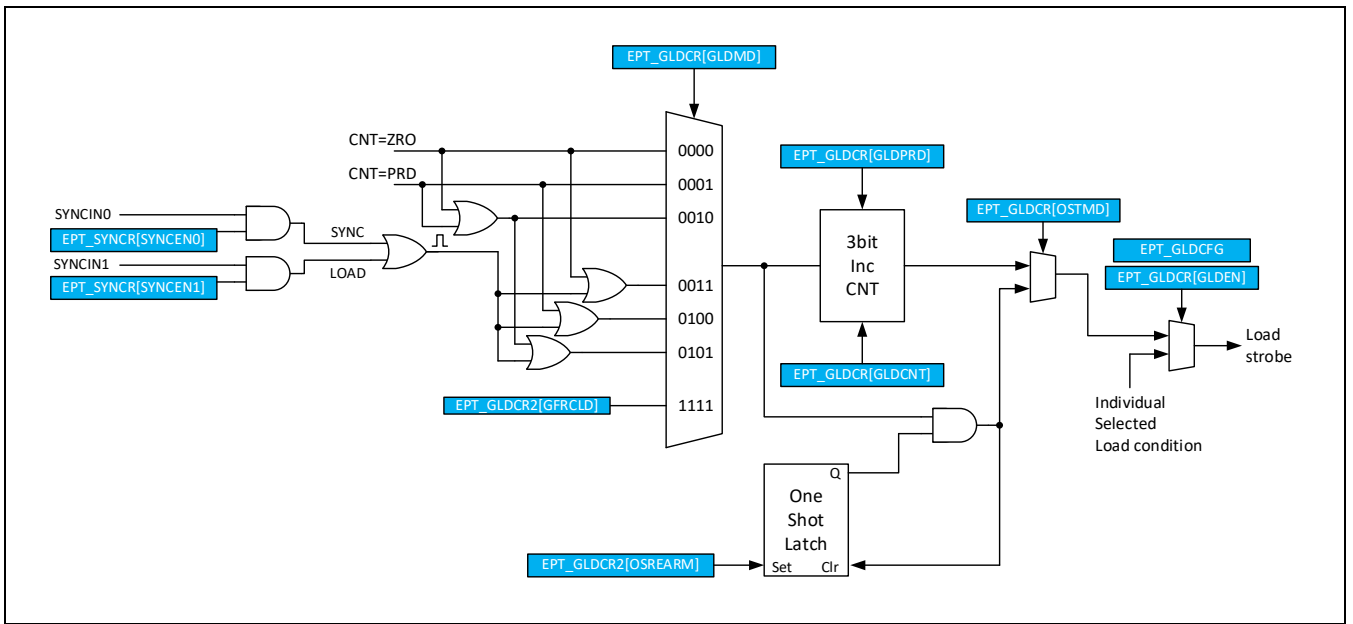 EPT_GLDCR[GLDMD]
CNT=ZRO
0000
EPT_GLDCR[GLDPRD]
CNT=PRD
0001
SYNCIN0
0010
EPT_GLDCR[OSTMD]
EPT_SYNCR[SYNCEN0]
SYNC
3bit
EPT_GLDCFG
SYNCIN1
Inc
LOAD
EPT_SYNCR[SYNCEN1]
0011
CNT
EPT_GLDCR[GLDEN]
0100
Load
strobe
0101
EPT_GLDCR[GLDCNT]
EPT_GLDCR2[GFRCLD]
1111
Individual
Selected
Load condition
Q
One
Shot
Latch
EPT_GLDCR2[OSREARM]
Set
Clr